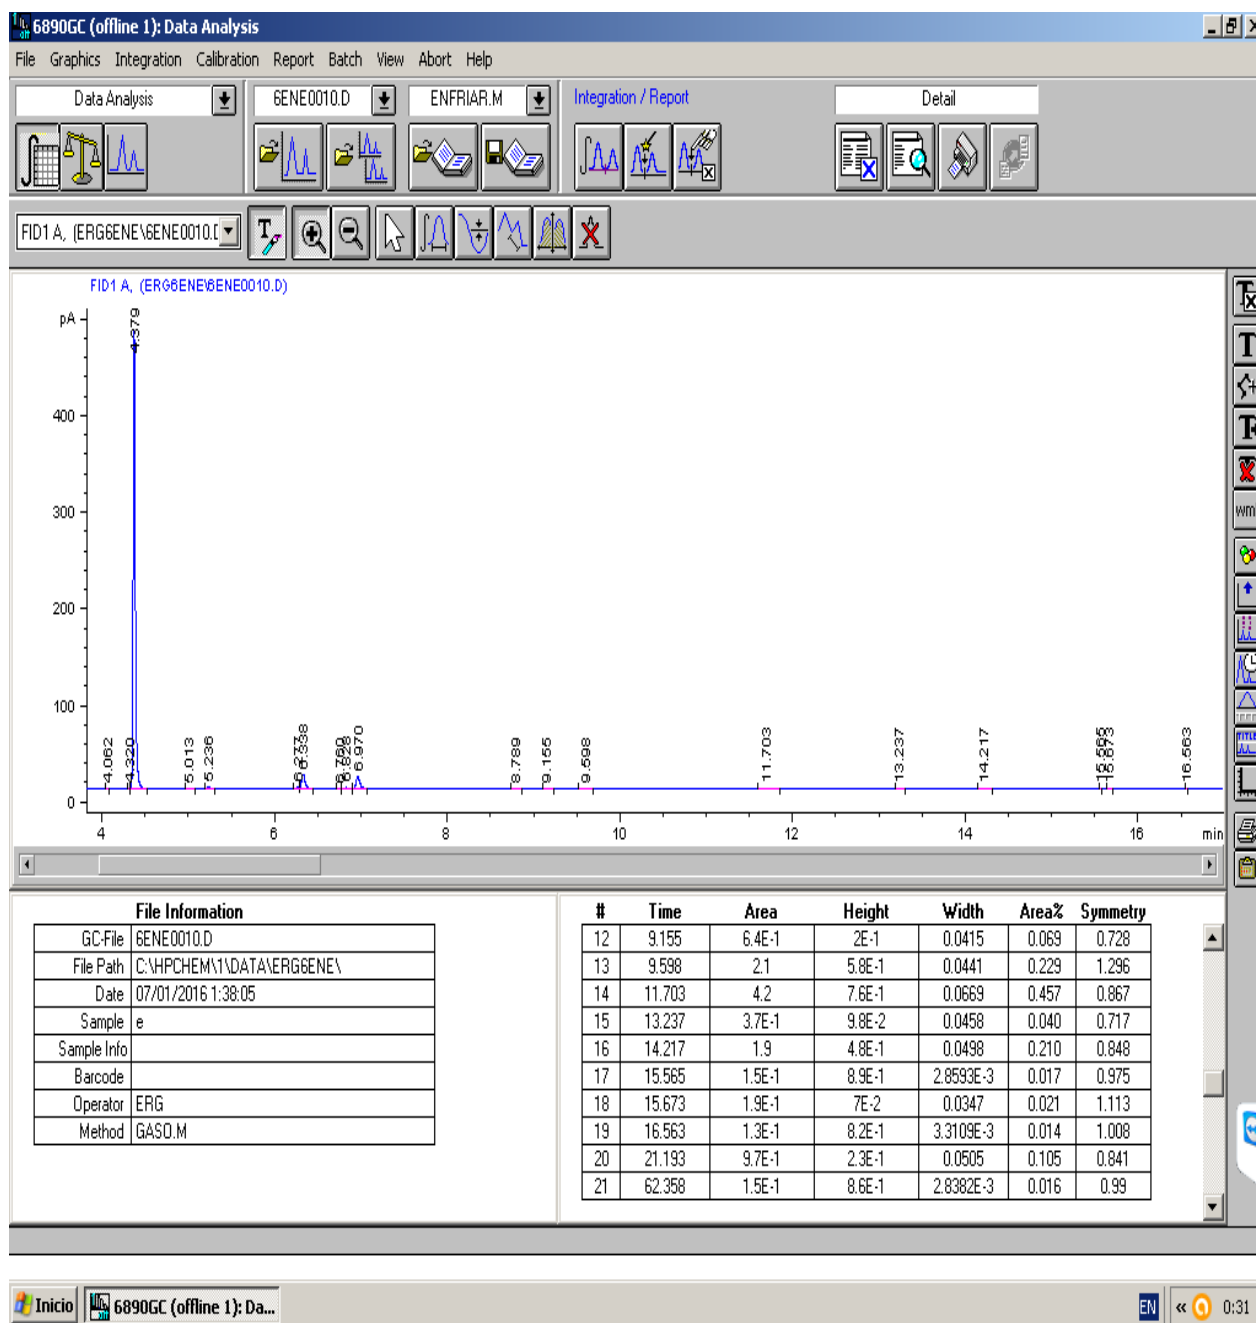 6890GC (offline 1): Data Analysis
File Graphics Integration Calibration Report Batch View Abort Help
Data Analysis 6ENE0010.D ENFRIAR.M Integration / Report Detail
FID1 A, (ERG6ENE\6ENE0010.D
FID1 A, (ERG6ENE\6ENE0010.D)
pA
400
300
200
100
0
4.062
4.379
5.013
5.236
6.338
6.828
6.970
8.789
9.155
9.598
11.703
13.237
14.217
15.673
16.563
4 6 8 10 12 14 16 min
File Information
GC-File 6ENE0010.D
File Path C:\HPCHEM\1\DATA\ERG6ENE\
Date 07/01/2016 1:38:05
Sample e
Sample Info
Barcode
Operator ERG
Method GASO.M
# Time Area Height Width Area% Symmetry
12 9.155 6.4E-1 2E-1 0.0415 0.069 0.728
13 9.598 2.1 5.8E-1 0.0441 0.229 1.296
14 11.703 4.2 7.6E-1 0.0669 0.457 0.867
15 13.237 3.7E-1 9.8E-2 0.0458 0.040 0.717
16 14.217 1.9 4.8E-1 0.0498 0.210 0.848
17 15.565 1.5E-1 8.9E-1 2.8593E-3 0.017 0.975
18 15.673 1.9E-1 7E-2 0.0347 0.021 1.113
19 16.563 1.3E-1 8.2E-1 3.3109E-3 0.014 1.008
20 21.193 9.7E-1 2.3E-1 0.0505 0.105 0.841
21 62.358 1.5E-1 8.6E-1 2.8382E-3 0.016 0.99
Inicio 6890GC (offline 1): Da... EN « 0:31